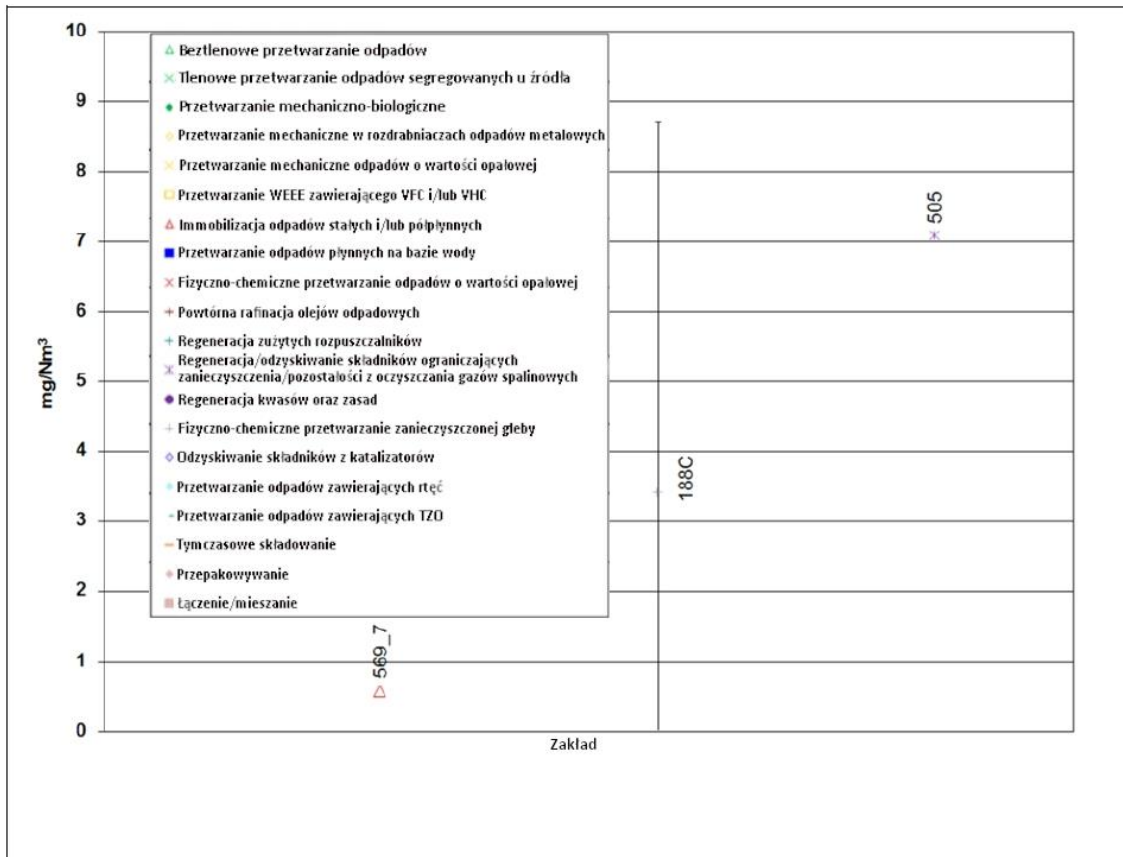 10
9
8
7
6
5
4
3
2
1
0
mg/Nm³
Beztlenowe przetwarzanie odpadów
Tlenowe przetwarzanie odpadów segregowanych u źródła
Przetwarzanie mechaniczno-biologiczne
Przetwarzanie mechaniczne w rozdrabniaczach odpadów metalowych
Przetwarzanie mechaniczne odpadów o wartości opałowej
Przetwarzanie WEEE zawierającego VFC i/lub VHC
Immobilizacja odpadów stałych i/lub półpłynnych
Przetwarzanie odpadów płynnych na bazie wody
Fizyczno-chemiczne przetwarzanie odpadów o wartości opałowej
Powtórna rafinacja olejów odpadowych
Regeneracja zużytych rozpuszczalników
Regeneracja/odzyskiwanie składników ograniczających
zanieczyszczenia/pozostałości z oczyszczania gazów spalinowych
Regeneracja kwasów oraz zasad
Fizyczno-chemiczne przetwarzanie zanieczyszczonej gleby
Odzyskiwanie składników z katalizatorów
Przetwarzanie odpadów zawierających rtęć
Przetwarzanie odpadów zawierających TZO
Tymczasowe składowanie
Przepakowywanie
Łączenie/mieszanie
569_7
188C
505
Zakład